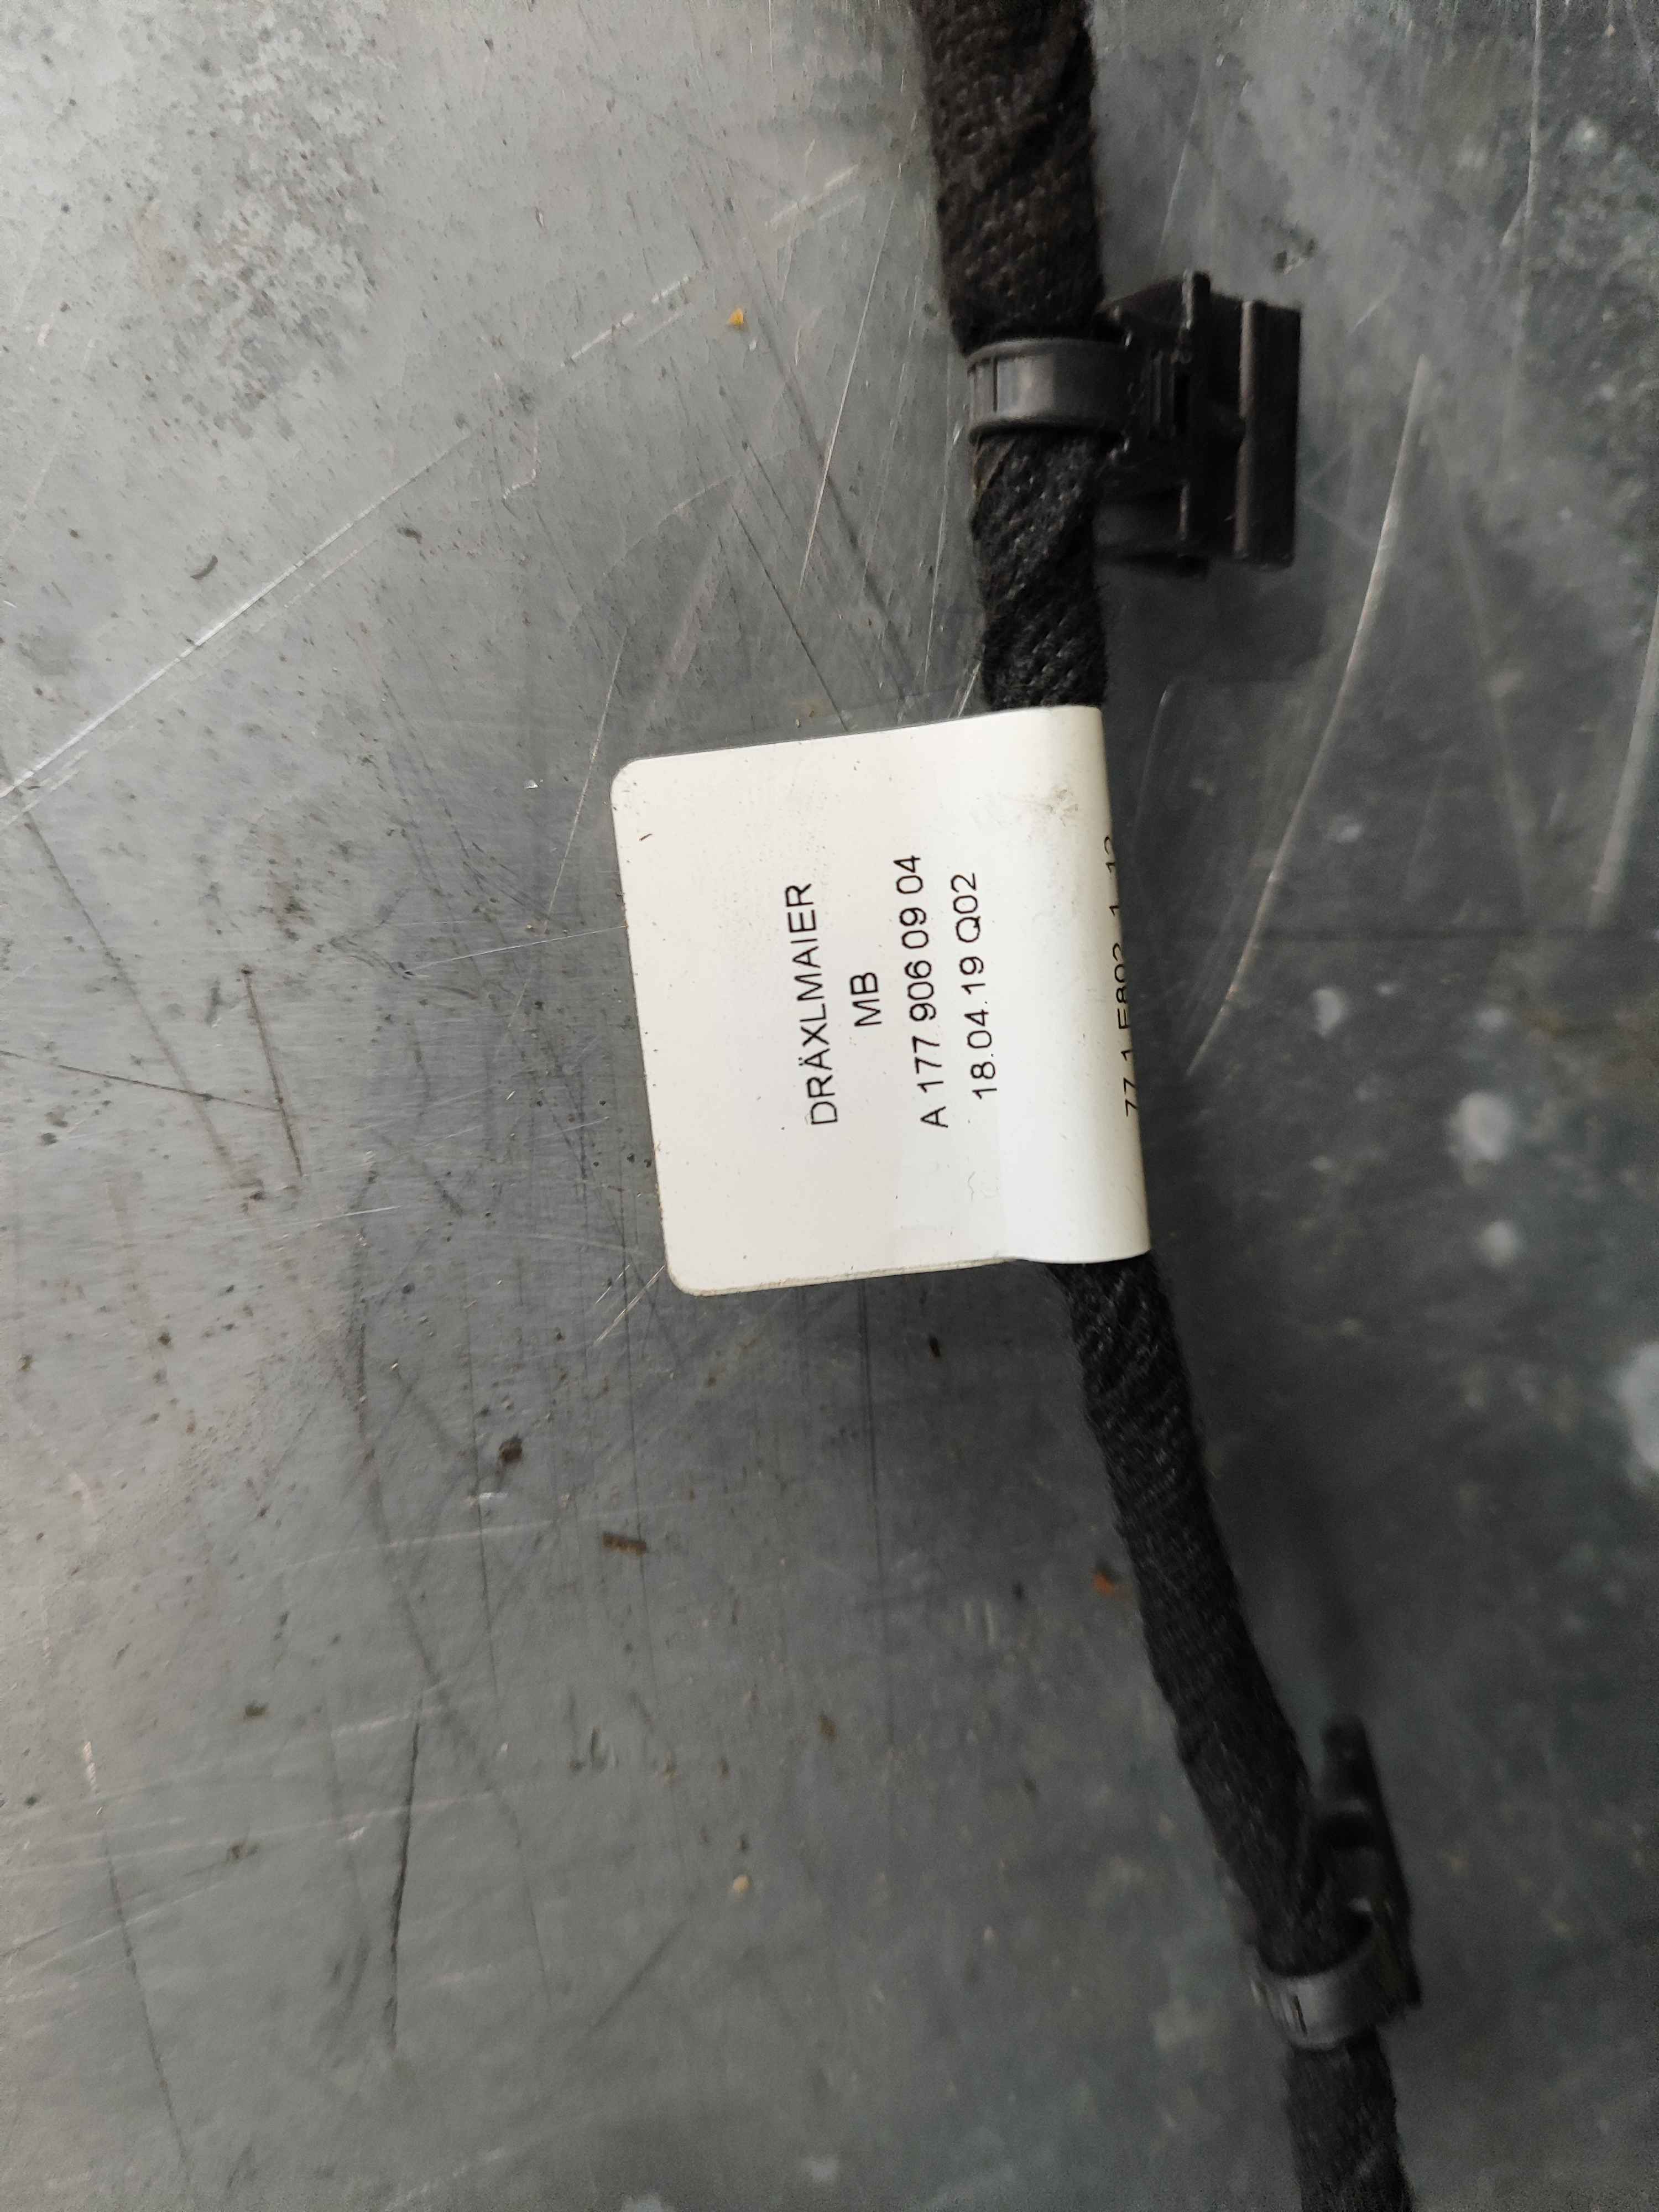 DRÄXLMAIER
MB
A 177 906 09 04
18.04.19 Q02